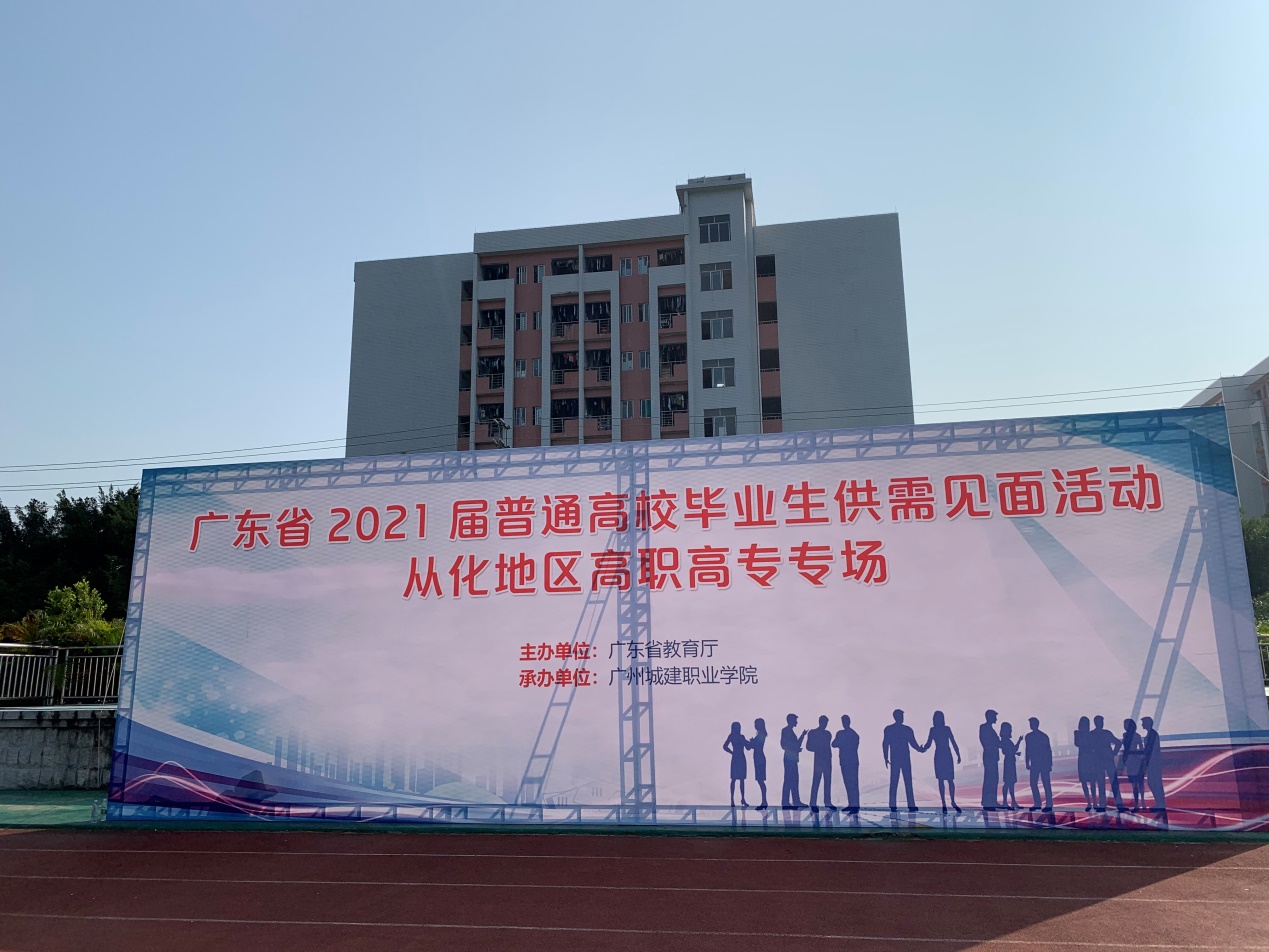 广东省 2021 届普通高校毕业生供需见面活动
从化地区高职高专专场
主办单位：广东省教育厅
承办单位：广州城建职业学院